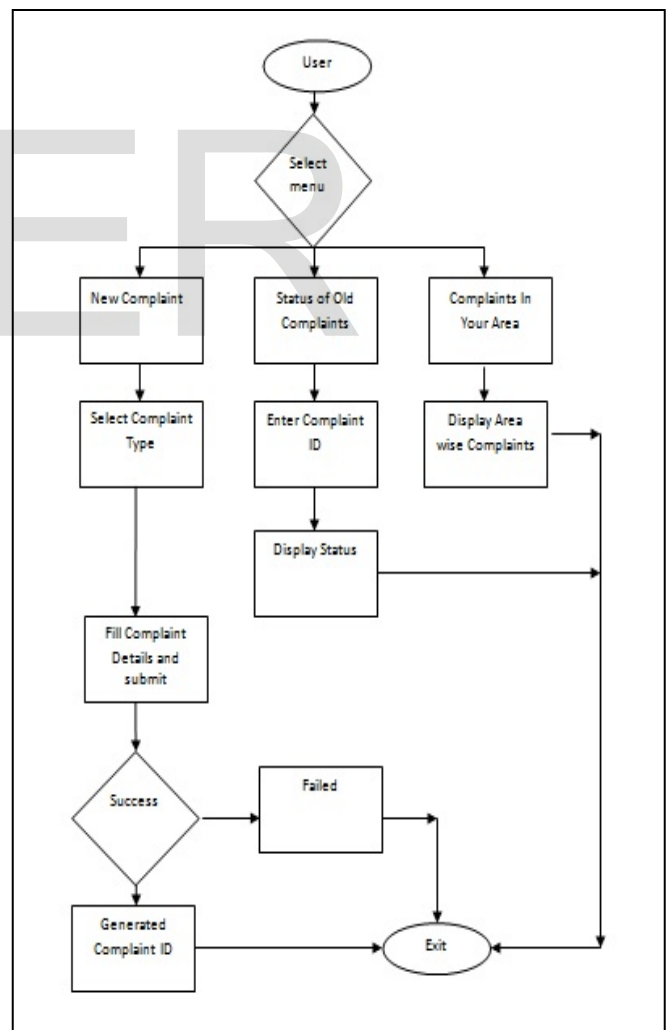 User
Select
menu
New Complaint
Status of Old
Complaints
Complaints In
Your Area
Select Complaint
Type
Enter Complaint
ID
Display Area
wise Complaints
Display Status
Fill Complaint
Details and
submit
Success
Failed
Generated
Complaint ID
Exit
ER